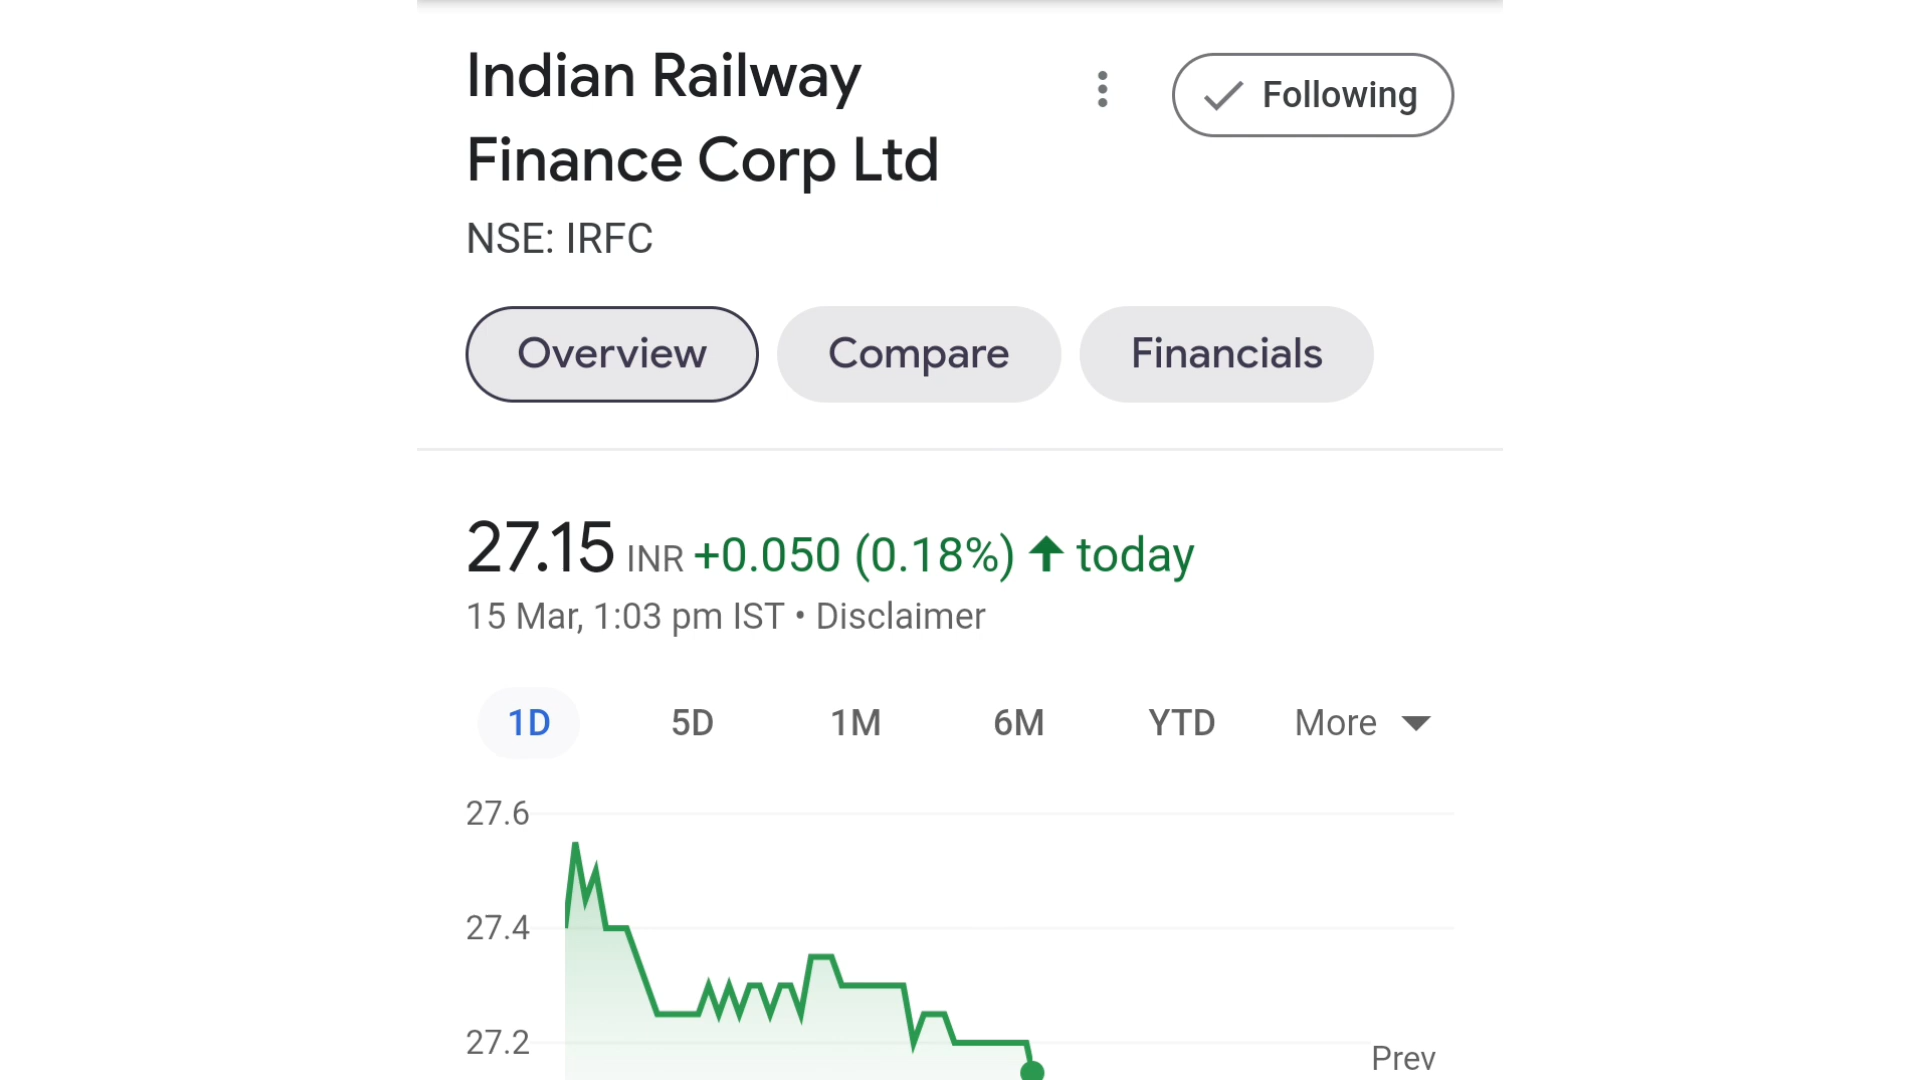 Indian Railway
Finance Corp Ltd
Following
NSE: IRFC
Overview Compare Financials
27.15 INR +0.050 (0.18%) ↑ today
15 Mar, 1:03 pm IST • Disclaimer
1D 5D 1M 6M YTD More
27.6
27.4
27.2
Prev